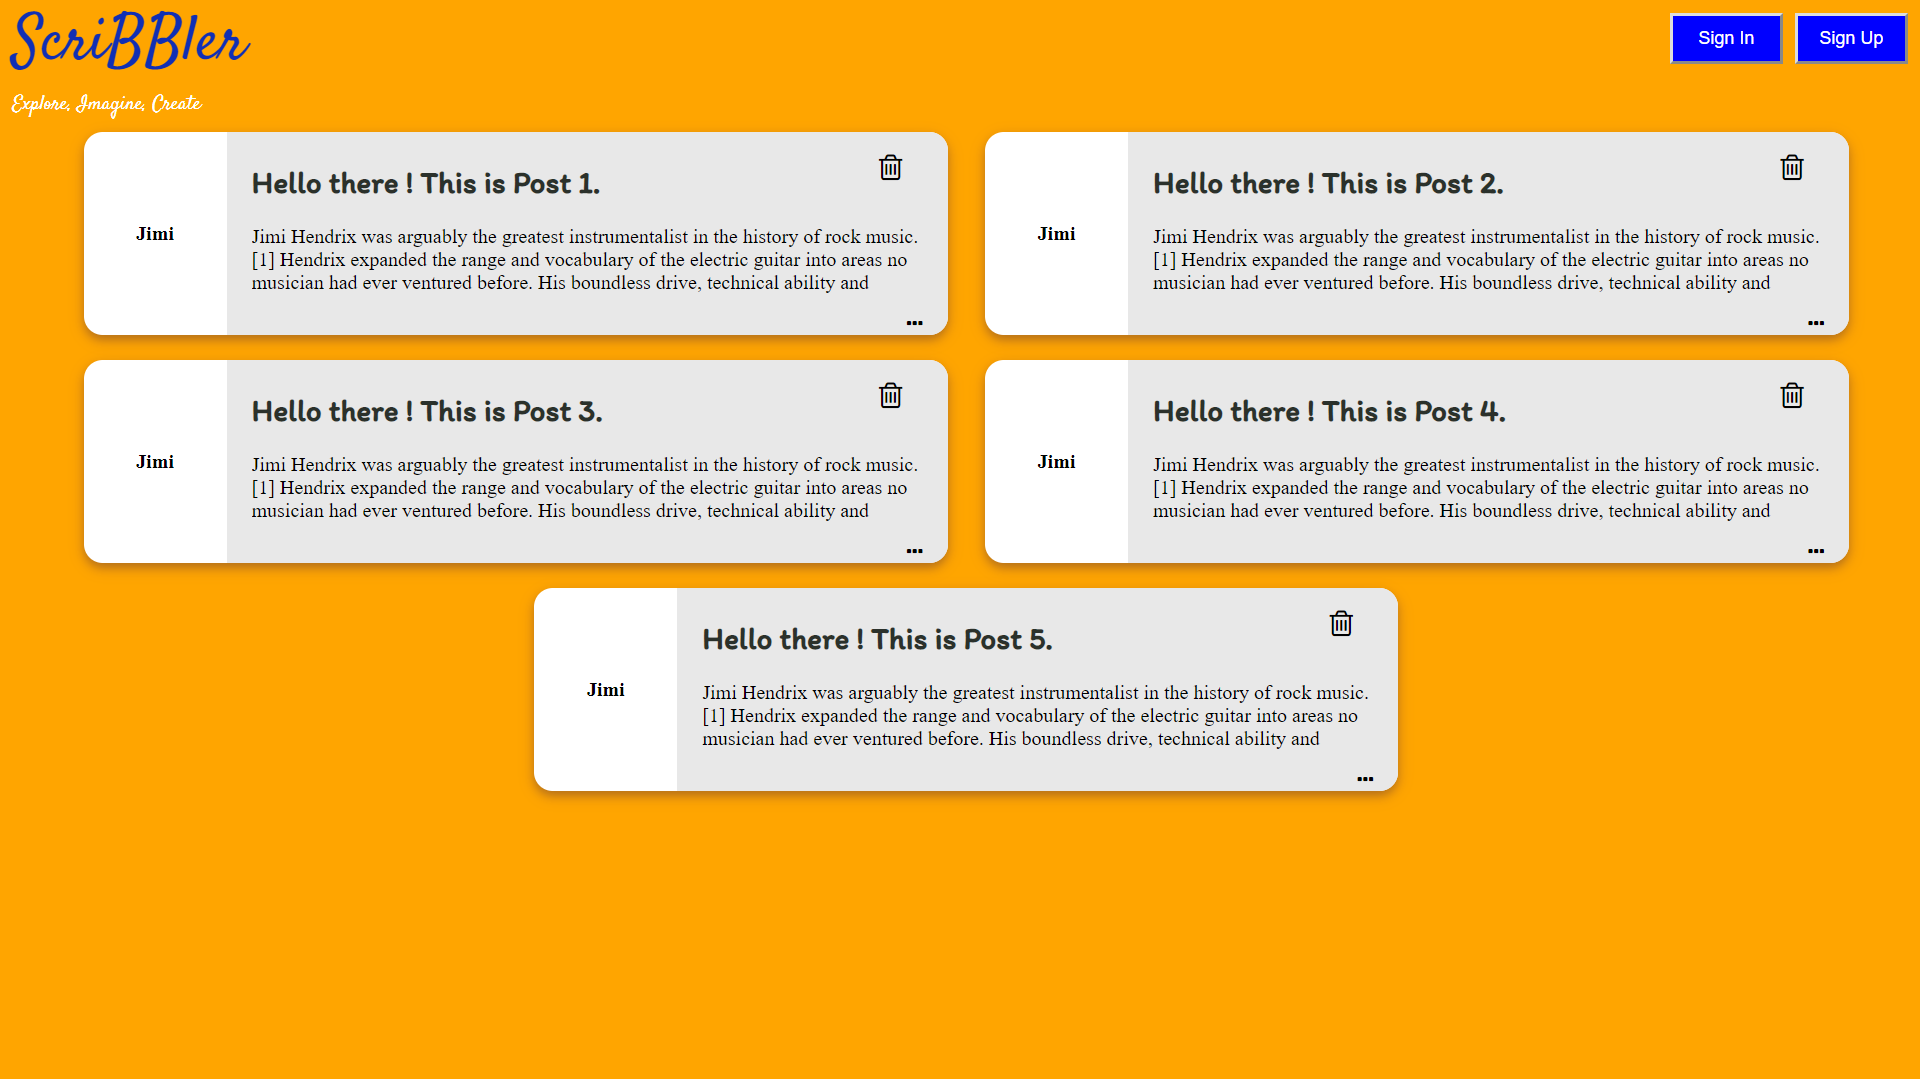 ScriBBler
Sign In
Sign Up
Explore, Imagine, Create
Jimi
Hello there ! This is Post 1.
Jimi Hendrix was arguably the greatest instrumentalist in the history of rock music.
[1] Hendrix expanded the range and vocabulary of the electric guitar into areas no
musician had ever ventured before. His boundless drive, technical ability and
...
Jimi
Hello there ! This is Post 2.
Jimi Hendrix was arguably the greatest instrumentalist in the history of rock music.
[1] Hendrix expanded the range and vocabulary of the electric guitar into areas no
musician had ever ventured before. His boundless drive, technical ability and
...
Jimi
Hello there ! This is Post 3.
Jimi Hendrix was arguably the greatest instrumentalist in the history of rock music.
[1] Hendrix expanded the range and vocabulary of the electric guitar into areas no
musician had ever ventured before. His boundless drive, technical ability and
...
Jimi
Hello there ! This is Post 4.
Jimi Hendrix was arguably the greatest instrumentalist in the history of rock music.
[1] Hendrix expanded the range and vocabulary of the electric guitar into areas no
musician had ever ventured before. His boundless drive, technical ability and
...
Jimi
Hello there ! This is Post 5.
Jimi Hendrix was arguably the greatest instrumentalist in the history of rock music.
[1] Hendrix expanded the range and vocabulary of the electric guitar into areas no
musician had ever ventured before. His boundless drive, technical ability and
...